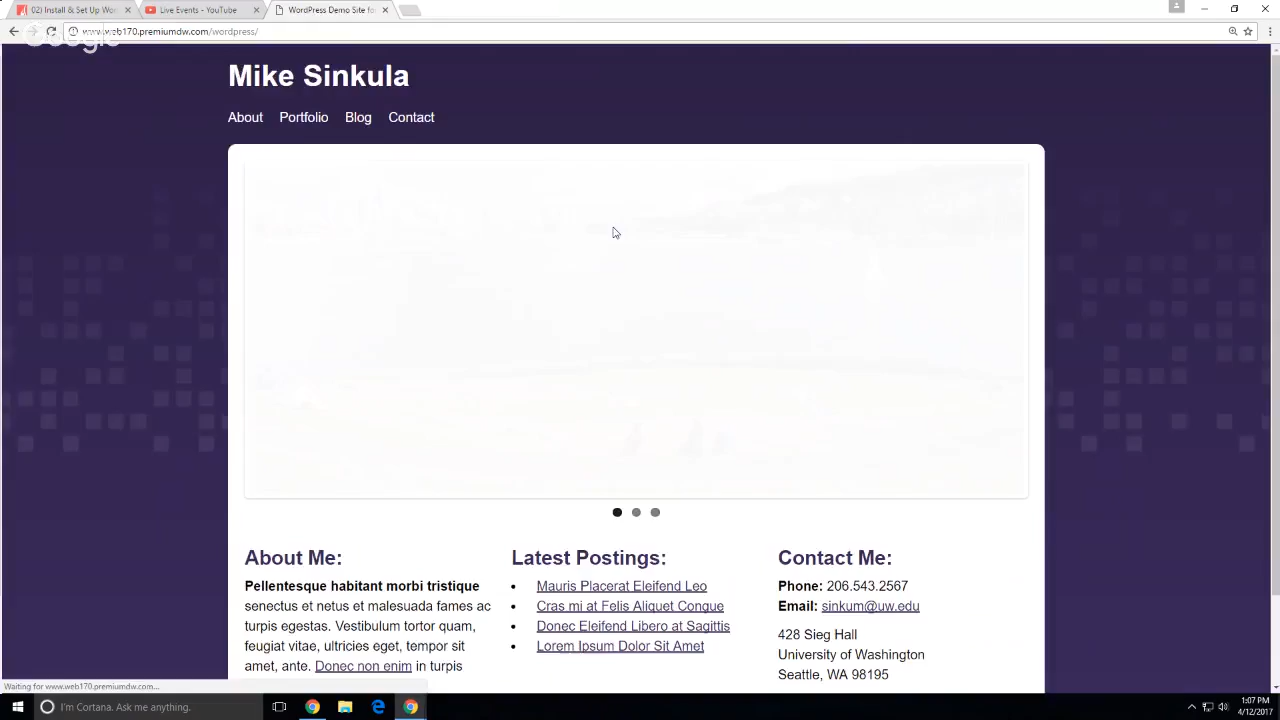 02) Install & Set Up Wor
Live Events - YouTube
WordPress Demo Site fo
www.web170.premiumdw.com/wordpress/
Google
Mike Sinkula
About Portfolio Blog Contact
About Me:
Pellentesque habitant morbi tristique
senectus et netus et malesuada fames ac
turpis egestas. Vestibulum tortor quam,
feugiat vitae, ultricies eget, tempor sit
amet, ante. Donec non enim in turpis
Latest Postings:
Mauris Placerat Eleifend Leo
Cras mi at Felis Aliquet Congue
Donec Eleifend Libero at Sagittis
Lorem Ipsum Dolor Sit Amet
Contact Me:
Phone: 206.543.2567
Email: sinkum@uw.edu
428 Sieg Hall
University of Washington
Seattle, WA 98195
Waiting for www.web170.premiumdw.com...
I'm Cortana. Ask me anything.
1:07 PM
4/12/2017